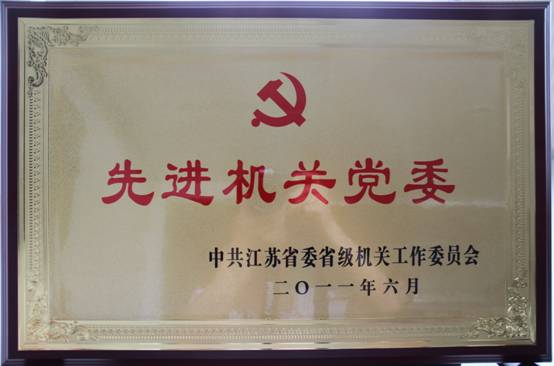 先进机关党委
中共江苏省委省级机关工作委员会
二〇一一年六月